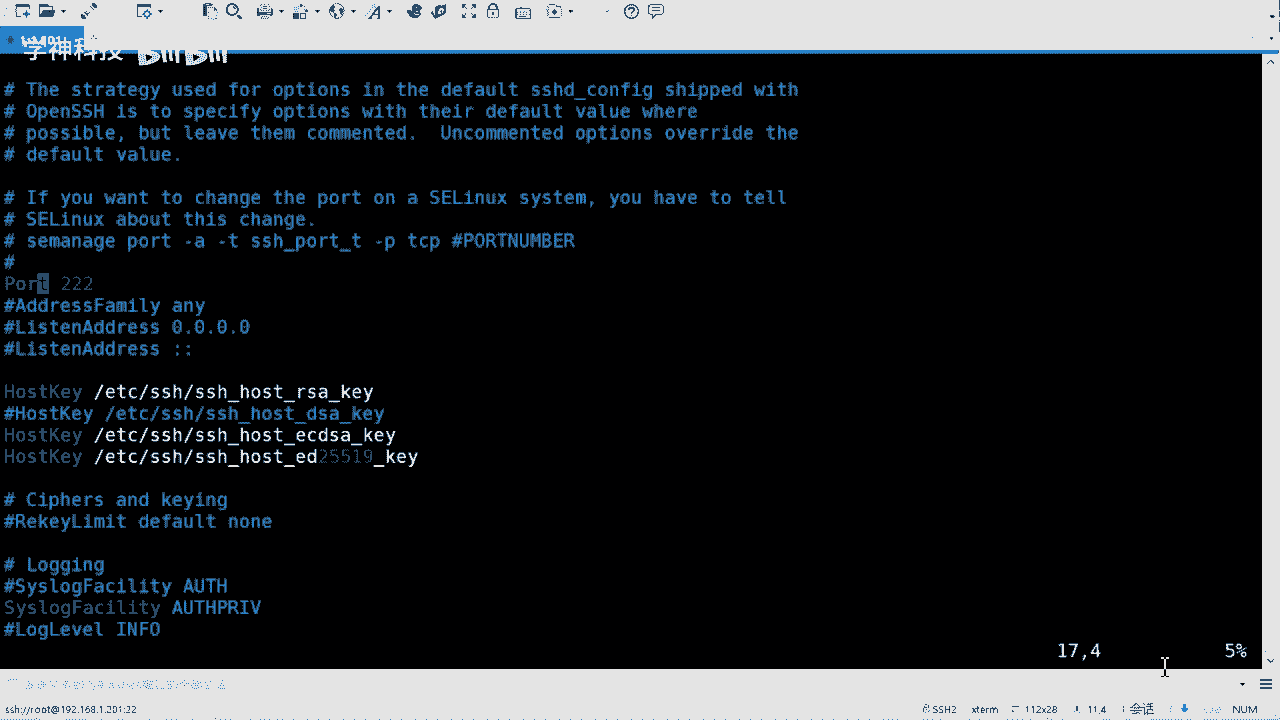 学神科技 bilibili
# The strategy used for options in the default sshd_config shipped with
# OpenSSH is to specify options with their default value where
# possible, but leave them commented.  Uncommented options override the
# default value.
# If you want to change the port on a SELinux system, you have to tell
# SELinux about this change.
# semanage port -a -t ssh_port_t -p tcp #PORTNUMBER
#
Port 222
#AddressFamily any
#ListenAddress 0.0.0.0
#ListenAddress ::
HostKey /etc/ssh/ssh_host_rsa_key
#HostKey /etc/ssh/ssh_host_dsa_key
HostKey /etc/ssh/ssh_host_ecdsa_key
HostKey /etc/ssh/ssh_host_ed25519_key
# Ciphers and keying
#RekeyLimit default none
# Logging
#SyslogFacility AUTH
SyslogFacility AUTHPRIV
#LogLevel INFO
17,4 5%
ssh://root@192.168.1.201:22 SSH2 xterm 112x28 11,4 1 会话 NUM